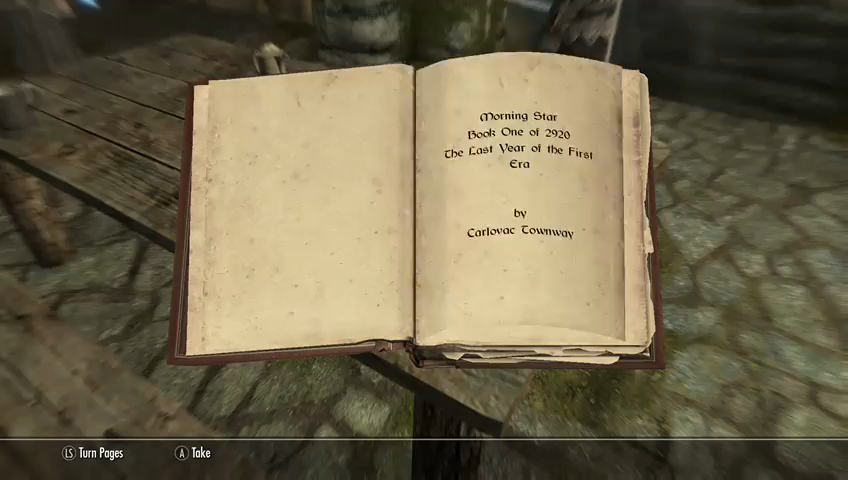 Morning Star
Book One of 2920
The Last Year of the First
Era
by
Carlovac Townway
LS Turn Pages
A Take